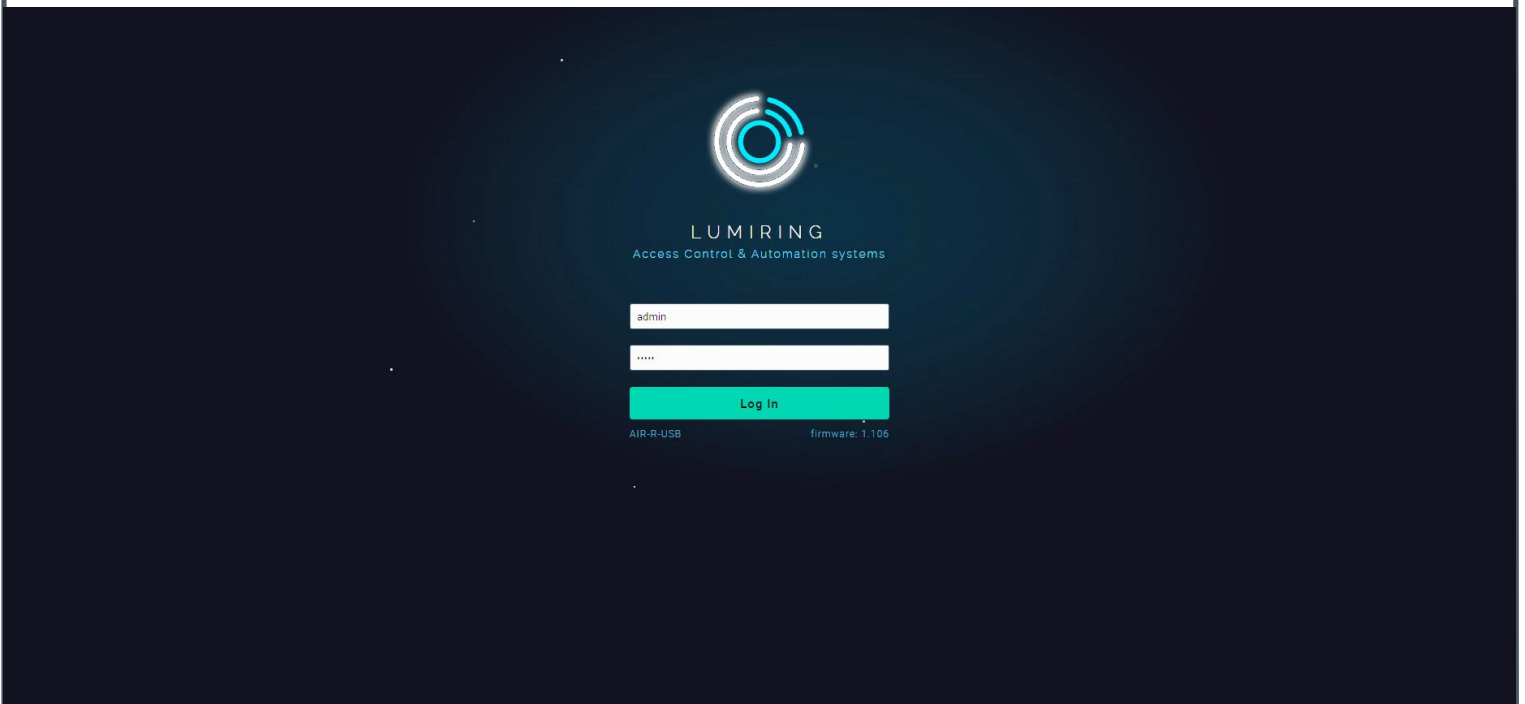 LUMIRING
Access Control & Automation systems
admin
•••••
Log In
AIR-R-USB firmware: 1.106